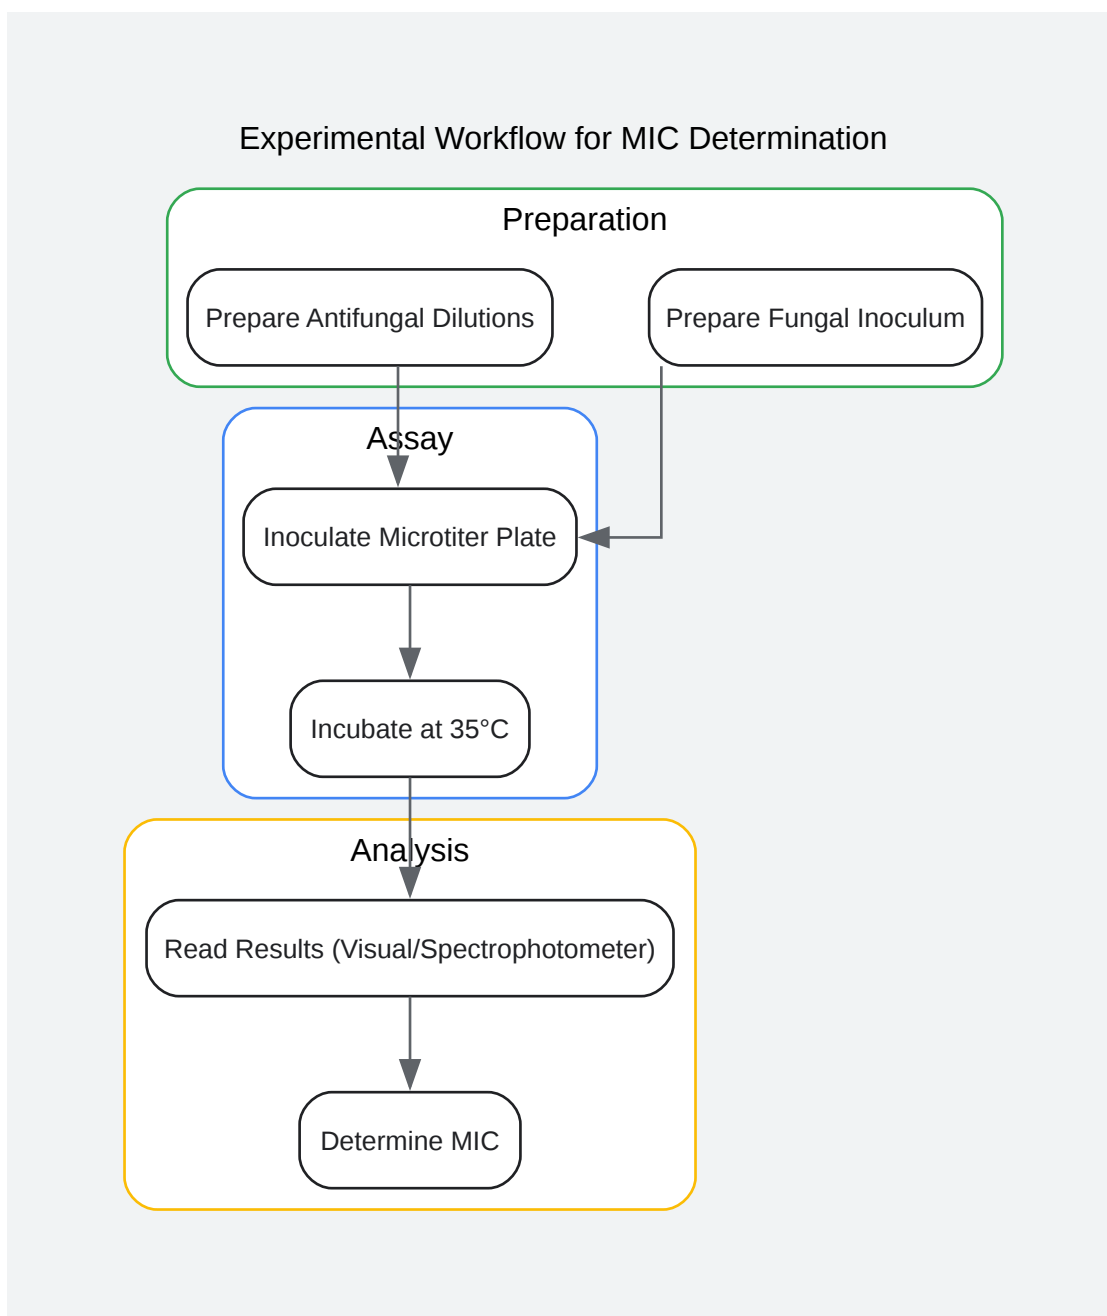 Experimental Workflow for MIC Determination
Preparation
Prepare Antifungal Dilutions
Prepare Fungal Inoculum
Assay
Inoculate Microtiter Plate
Incubate at 35°C
Analysis
Read Results (Visual/Spectrophotometer)
Determine MIC